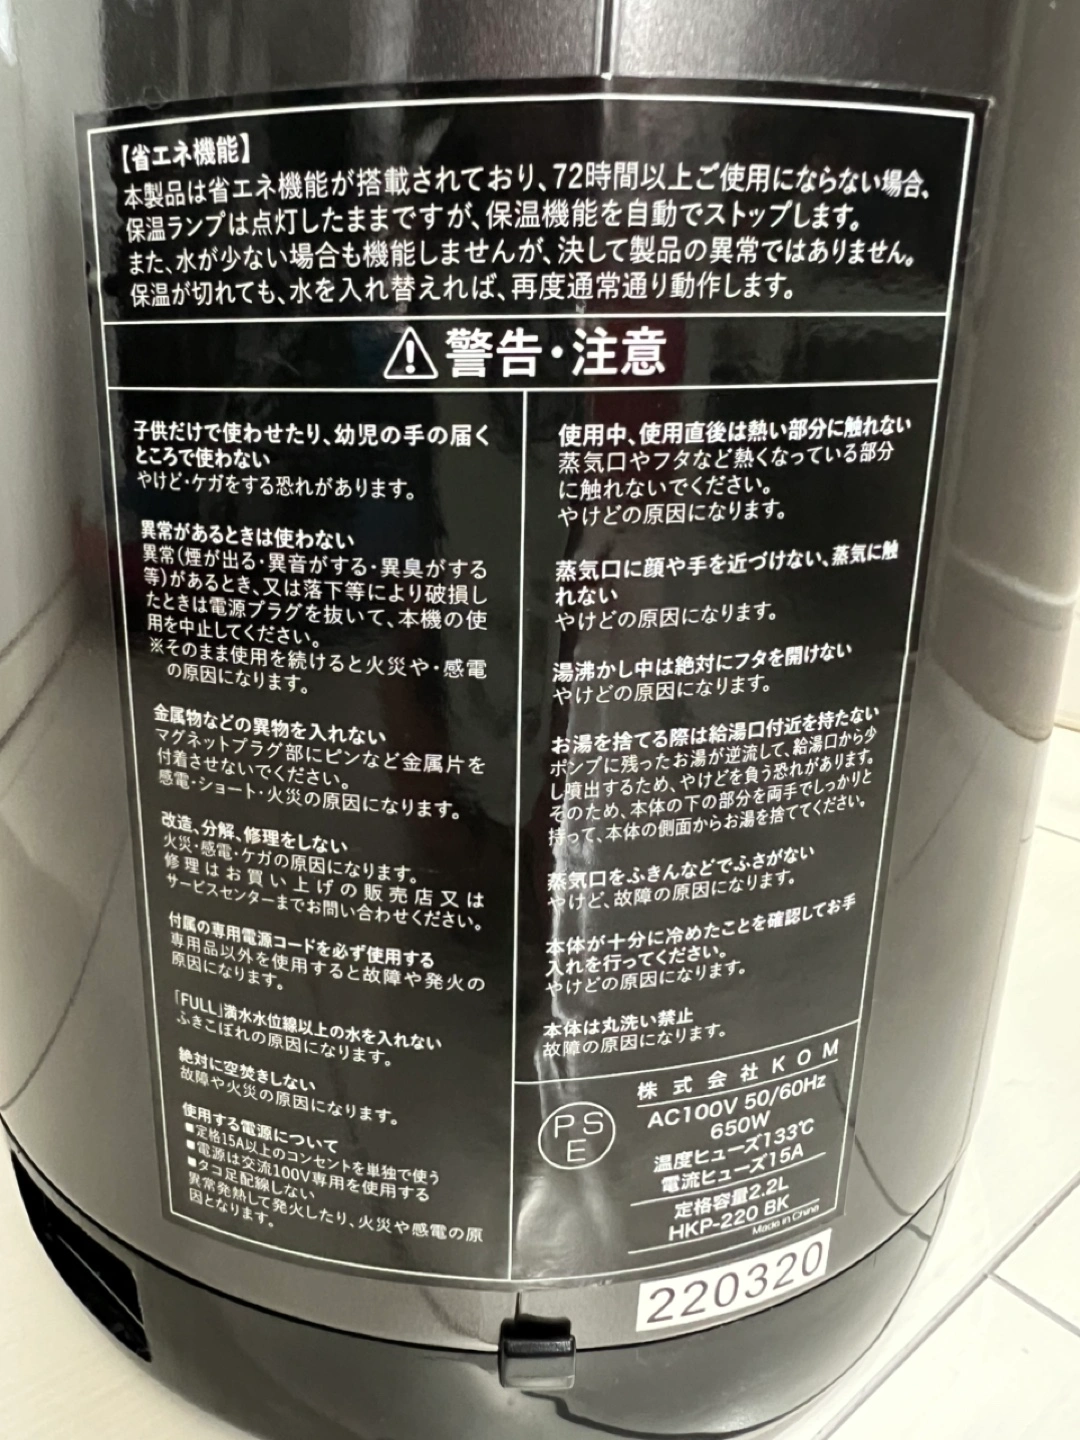 【省エネ機能】
本製品は省エネ機能が搭載されており、72時間以上ご使用にならない場合、
保温ランプは点灯したままですが、保温機能を自動でストップします。
また、水が少ない場合も機能しませんが、決して製品の異常ではありません。
保温が切れても、水を入れ替えれば、再度通常通り動作します。
警告・注意
子供だけで使わせたり、幼児の手の届く
ところで使わない
やけど・ケガをする恐れがあります。
異常があるときは使わない
異常(煙が出る・異音がする・異臭がする
等)があるとき、又は落下等により破損し
たときは電源プラグを抜いて、本機の使
用を中止してください。
※そのまま使用を続けると火災や・感電
の原因になります。
金属物などの異物を入れない
マグネットプラグ部にピンなど金属片を
付着させないでください。
感電・ショート・火災の原因になります。
改造、分解、修理をしない
火災・感電・ケガの原因になります。
修理はお買い上げの販売店又は
サービスセンターまでお問い合わせください。
付属の専用電源コードを必ず使用する
専用品以外を使用すると故障や発火の
原因になります。
「FULL」満水水位線以上の水を入れない
ふきこぼれの原因になります。
絶対に空焚きしない
故障や火災の原因になります。
使用する電源について
■定格15A以上のコンセントを単独で使う
■電源は交流100V専用を使用する
■タコ足配線しない
異常発熱して発火したり、火災や感電の原
因となります。
使用中、使用直後は熱い部分に触れない
蒸気口やフタなど熱くなっている部分
に触れないでください。
やけどの原因になります。
蒸気口に顔や手を近づけない、蒸気に触
れない
やけどの原因になります。
湯沸かし中は絶対にフタを開けない
やけどの原因になります。
お湯を捨てる際は給湯口付近を持たない
ポンプに残ったお湯が逆流して、給湯口から少
し噴出するため、やけどを負う恐れがあります。
そのため、本体の下の部分を両手でしっかりと
持って、本体の側面からお湯を捨ててください。
蒸気口をふきんなどでふさがない
やけど、故障の原因になります。
本体が十分に冷めたことを確認してお手
入れを行ってください。
やけどの原因になります。
本体は丸洗い禁止
故障の原因になります。
PSE
株式会社KOM
AC100V 50/60Hz
650W
温度ヒューズ133℃
電流ヒューズ15A
定格容量2.2L
HKP-220 BK
Made in China
220320